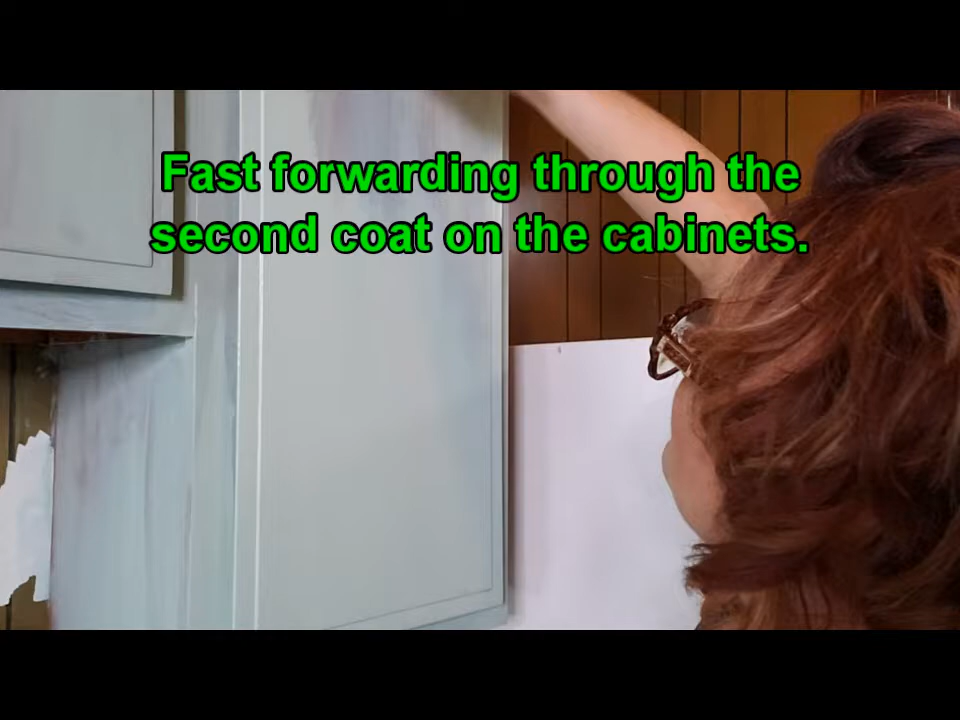 Fast forwarding through the
second coat on the cabinets.